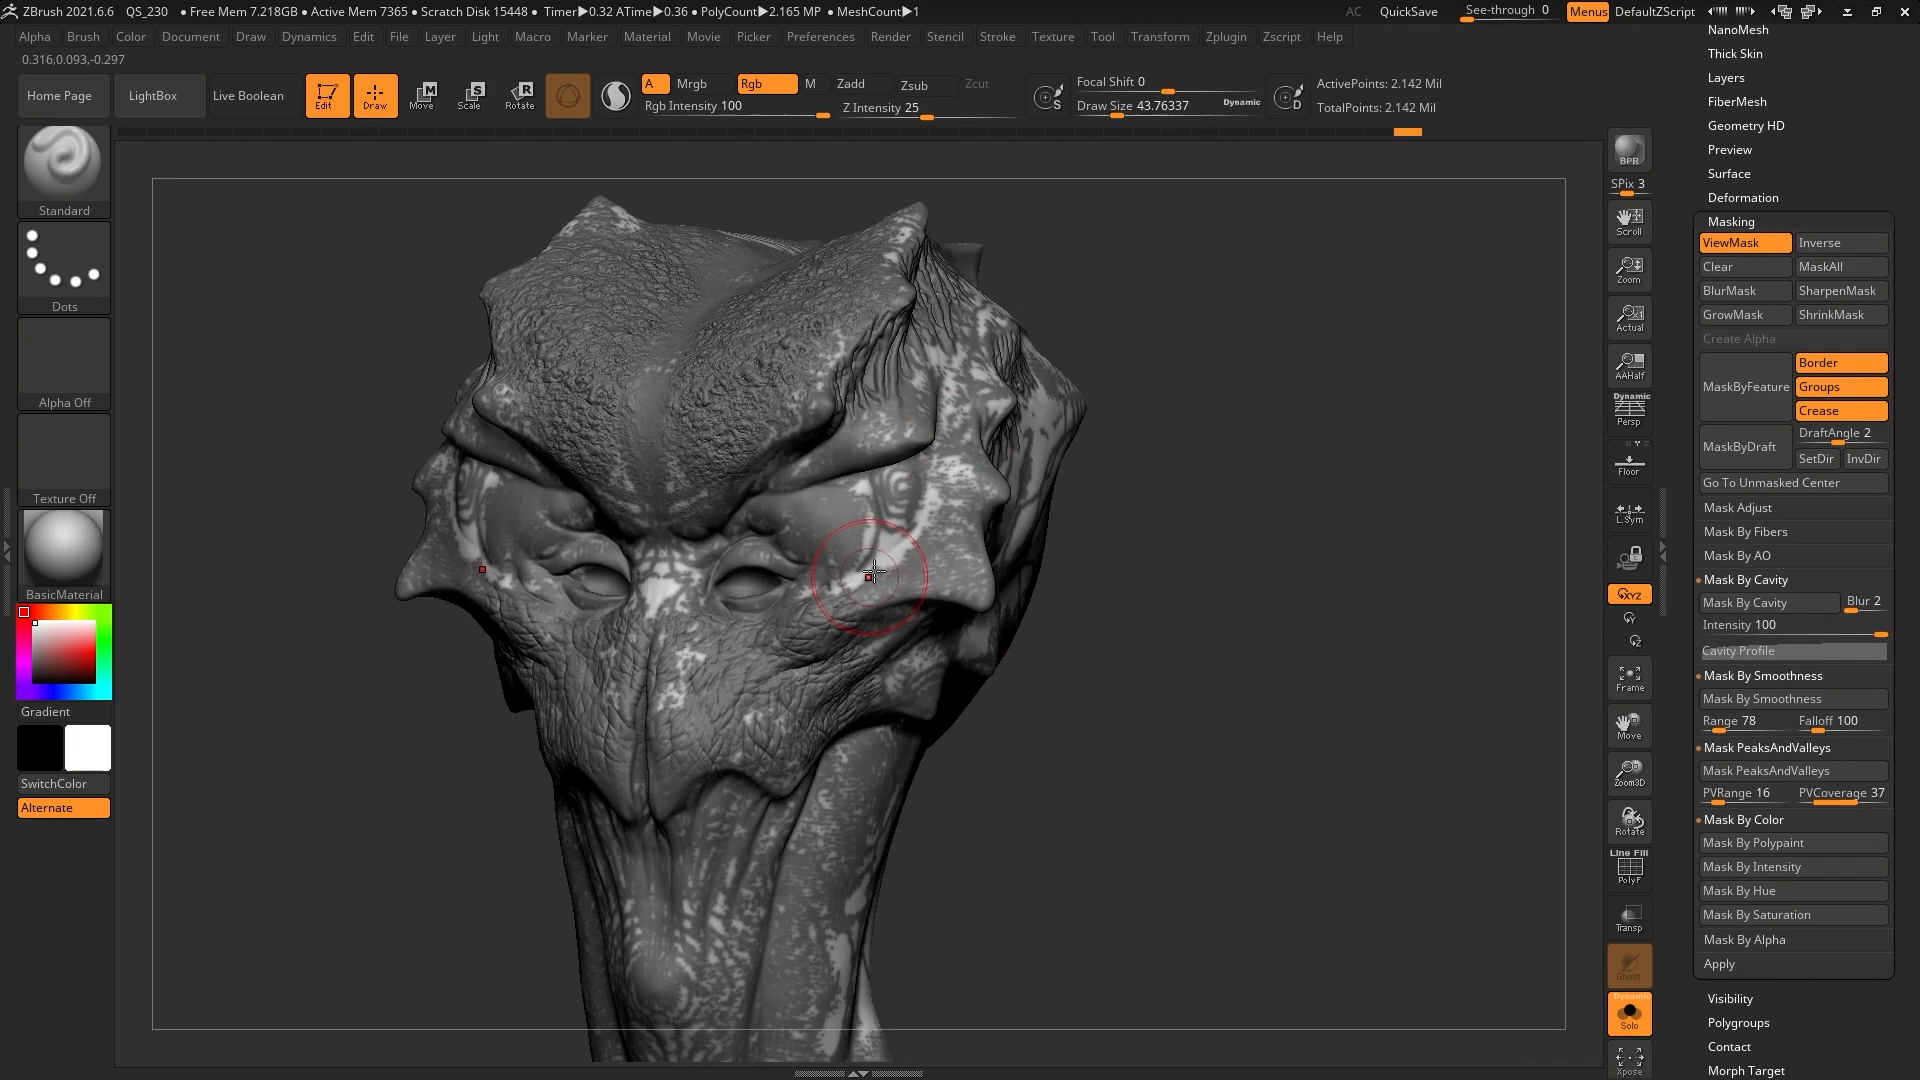 ZBrush 2021.6.6 QS_230 • Free Mem 7.218GB • Active Mem 7365 • Scratch Disk 15448 • Timer▶0.32 ATime▶0.36 • PolyCount▶2.165 MP • MeshCount▶1 AC QuickSave See-through 0 Menus DefaultZScript
Alpha Brush Color Document Draw Dynamics Edit File Layer Light Macro Marker Material Movie Picker Preferences Render Stencil Stroke Texture Tool Transform Zplugin Zscript Help
0.316,0.093,-0.297
Home Page LightBox Live Boolean Edit Draw Move Scale Rotate
A Mrgb Rgb M Zadd Zsub Zcut
Rgb Intensity 100 Z Intensity 25
Focal Shift 0
Draw Size 43.76337 Dynamic
ActivePoints: 2.142 Mil
TotalPoints: 2.142 Mil
Standard
Dots
Alpha Off
Texture Off
BasicMaterial
Gradient
SwitchColor
Alternate
BPR
SPix 3
Scroll
Zoom
Actual
AAHalf
Dynamic
Persp
Floor
L.Sym
XYZ
Frame
Move
Zoom3D
Rotate
Line Fill
PolyF
Transp
Ghost
Dynamic
Solo
Xpose
NanoMesh
Thick Skin
Layers
FiberMesh
Geometry HD
Preview
Surface
Deformation
Masking
ViewMask Inverse
Clear MaskAll
BlurMask SharpenMask
GrowMask ShrinkMask
Create Alpha
MaskByFeature Border
Groups
Crease
MaskByDraft DraftAngle 2
SetDir InvDir
Go To Unmasked Center
Mask Adjust
Mask By Fibers
Mask By AO
Mask By Cavity
Mask By Cavity Blur 2
Intensity 100
Cavity Profile
Mask By Smoothness
Mask By Smoothness
Range 78 Falloff 100
Mask PeaksAndValleys
Mask PeaksAndValleys
PVRange 16 PVCoverage 37
Mask By Color
Mask By Polypaint
Mask By Intensity
Mask By Hue
Mask By Saturation
Mask By Alpha
Apply
Visibility
Polygroups
Contact
Morph Target